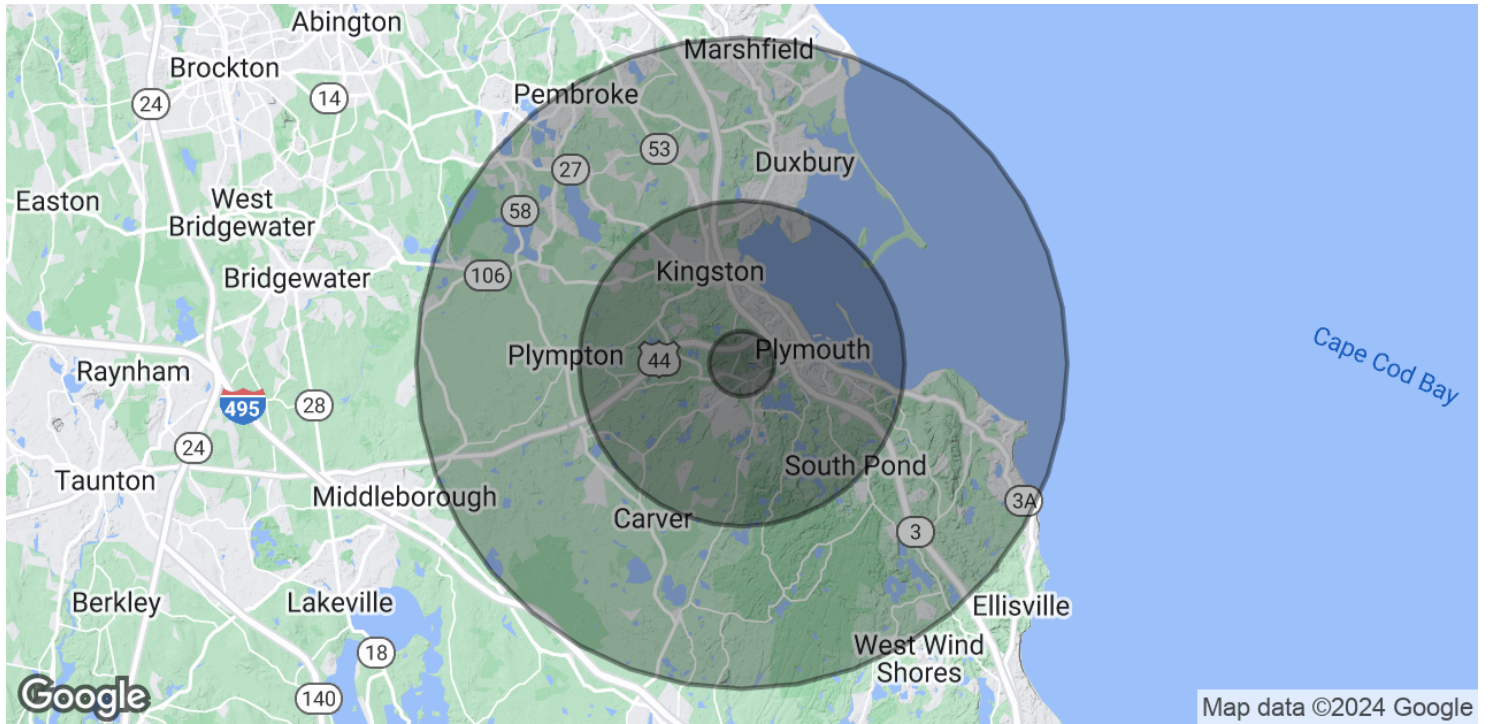 Abington
Marshfield
Brockton
24
14
Pembroke
53
Duxbury
27
Easton
West
Bridgewater
58
Bridgewater
106
Kingston
Plympton
44
Plymouth
Cape Cod Bay
Raynham
495
28
24
South Pond
Taunton
Middleborough
3A
Carver
3
Berkley
Lakeville
Ellisville
West Wind
Shores
18
140
Google
Map data ©2024 Google